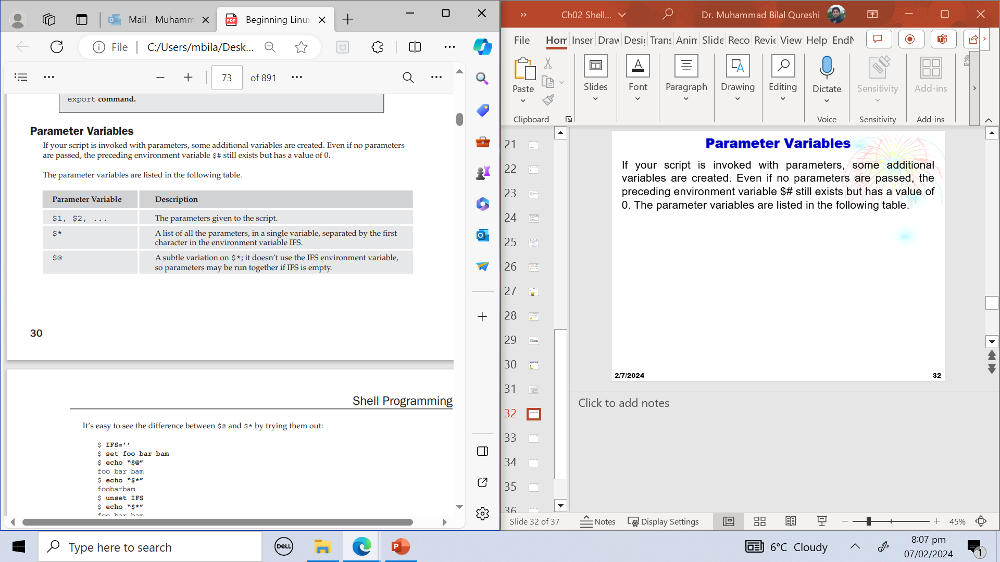 Mail - Muhamm
Beginning Linux
File
C:/Users/mbila/Desk...
73
of 891
export command.
Parameter Variables
If your script is invoked with parameters, some additional variables are created. Even if no parameters
are passed, the preceding environment variable $# still exists but has a value of 0.
The parameter variables are listed in the following table.
Parameter Variable Description
$1, $2, ... The parameters given to the script.
$* A list of all the parameters, in a single variable, separated by the first
character in the environment variable IFS.
$@ A subtle variation on $*; it doesn’t use the IFS environment variable,
so parameters may be run together if IFS is empty.
30
Shell Programming
It’s easy to see the difference between $@ and $* by trying them out:
$ IFS=’’
$ set foo bar bam
$ echo “$@”
foo bar bam
$ echo “$*”
foobarbam
$ unset IFS
$ echo “$*”
foo bar bam
Ch02 Shell...
Dr. Muhammad Bilal Qureshi
File Hom Inser Draw Desig Trans Anim Slide Reco Revie View Help EndN
Paste
Slides
Font
Paragraph
Drawing
Editing
Dictate
Sensitivity
Add-ins
Clipboard
Voice
Sensitivity
Add-ins
21
22
23
24
25
26
27
28
29
30
31
32
33
34
35
36
Parameter Variables
If your script is invoked with parameters, some additional
variables are created. Even if no parameters are passed, the
preceding environment variable $# still exists but has a value of
0. The parameter variables are listed in the following table.
2/7/2024
32
Click to add notes
Slide 32 of 37
Notes
Display Settings
45%
Type here to search
DELL
6°C Cloudy
8:07 pm
07/02/2024
1